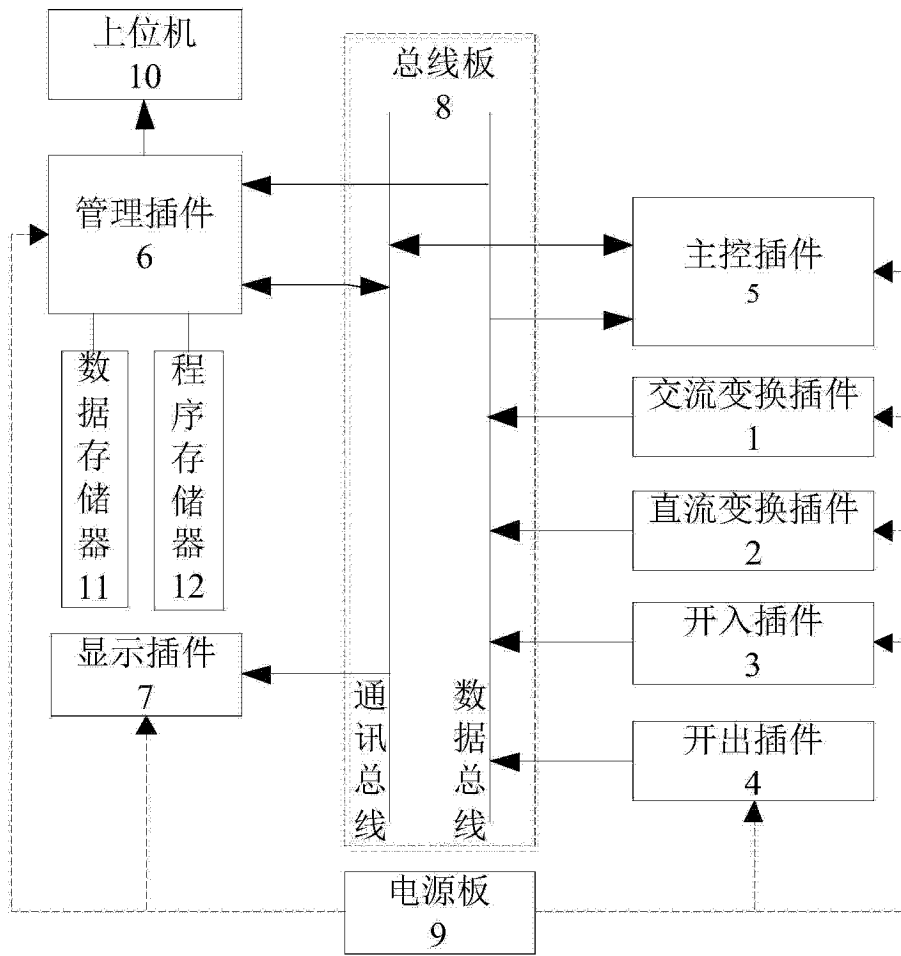 上位机
10
总线板
8
管理插件
6
主控插件
5
数据存储器
11
程序存储器
12
交流变换插件
1
直流变换插件
2
开入插件
3
显示插件
7
通讯总线
数据总线
开出插件
4
电源板
9